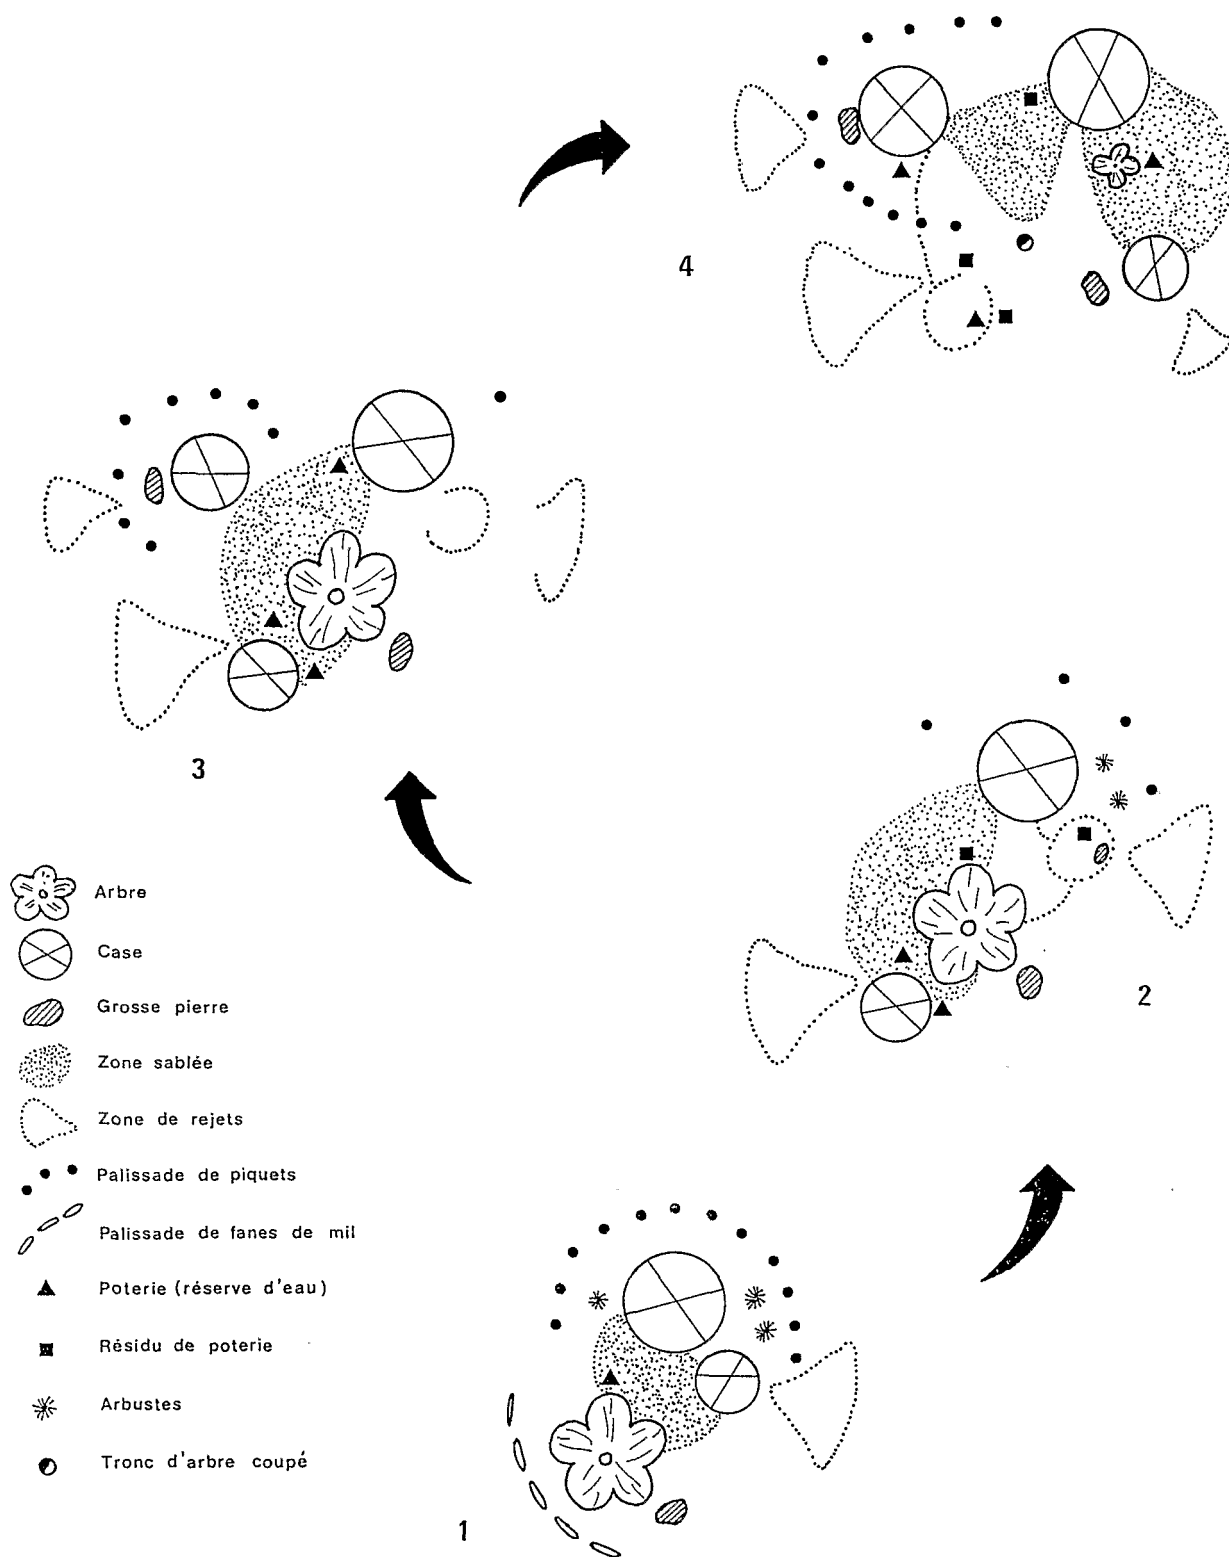 4
3
2
Arbre
Case
Grosse pierre
Zone sablée
Zone de rejets
Palissade de piquets
Palissade de fanes de mil
Poterie (réserve d'eau)
Résidu de poterie
Arbustes
Tronc d'arbre coupé
1